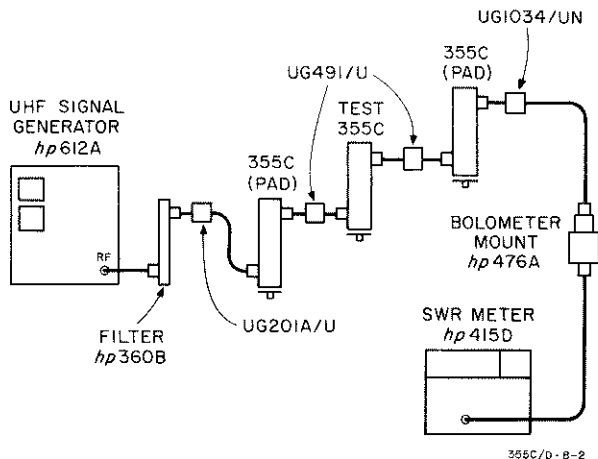 UG1034/UN
355C
(PAD)
UG491/U
TEST
355C
UHF SIGNAL
GENERATOR
hp 612A
355C
(PAD)
RF
BOLOMETER
MOUNT
hp 476A
UG201A/U
FILTER
hp 360B
SWR METER
hp 415D
355C/D-B-2